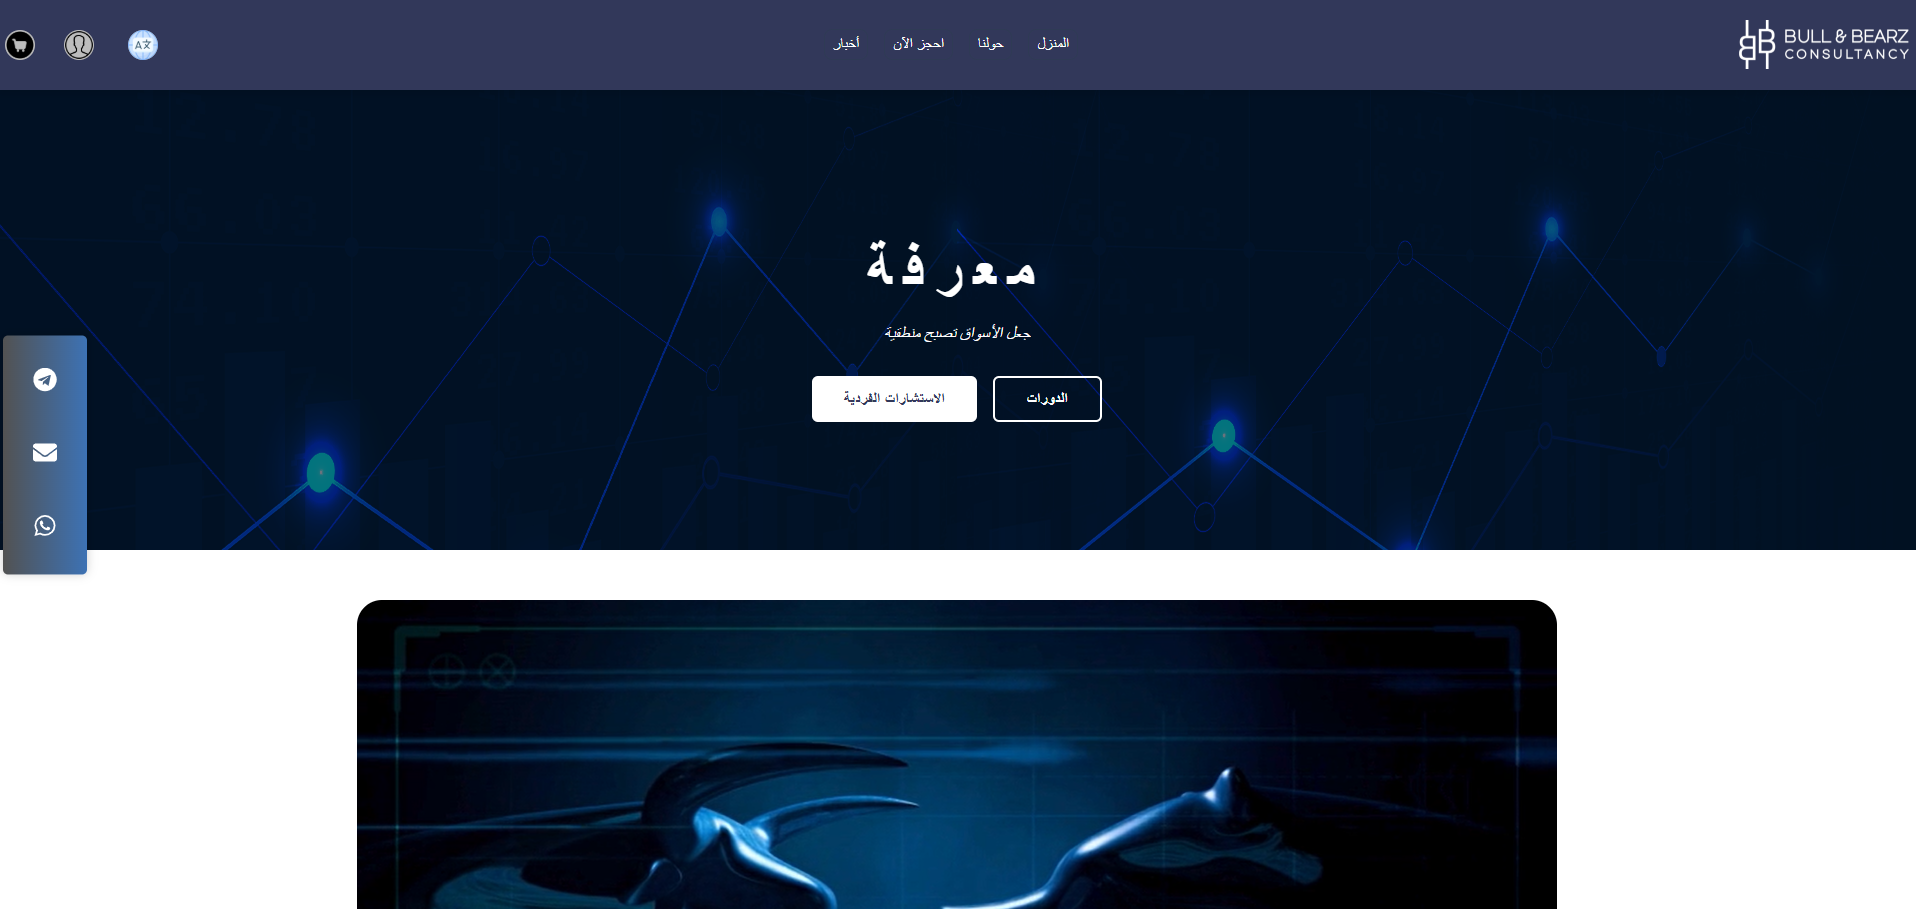 BULL & BEARZ
CONSULTANCY
المنزل
حولنا
احجز الآن
أخبار
معرفة
جعل الأسواق تصبح منطقية
الدورات
الاستشارات الفردية